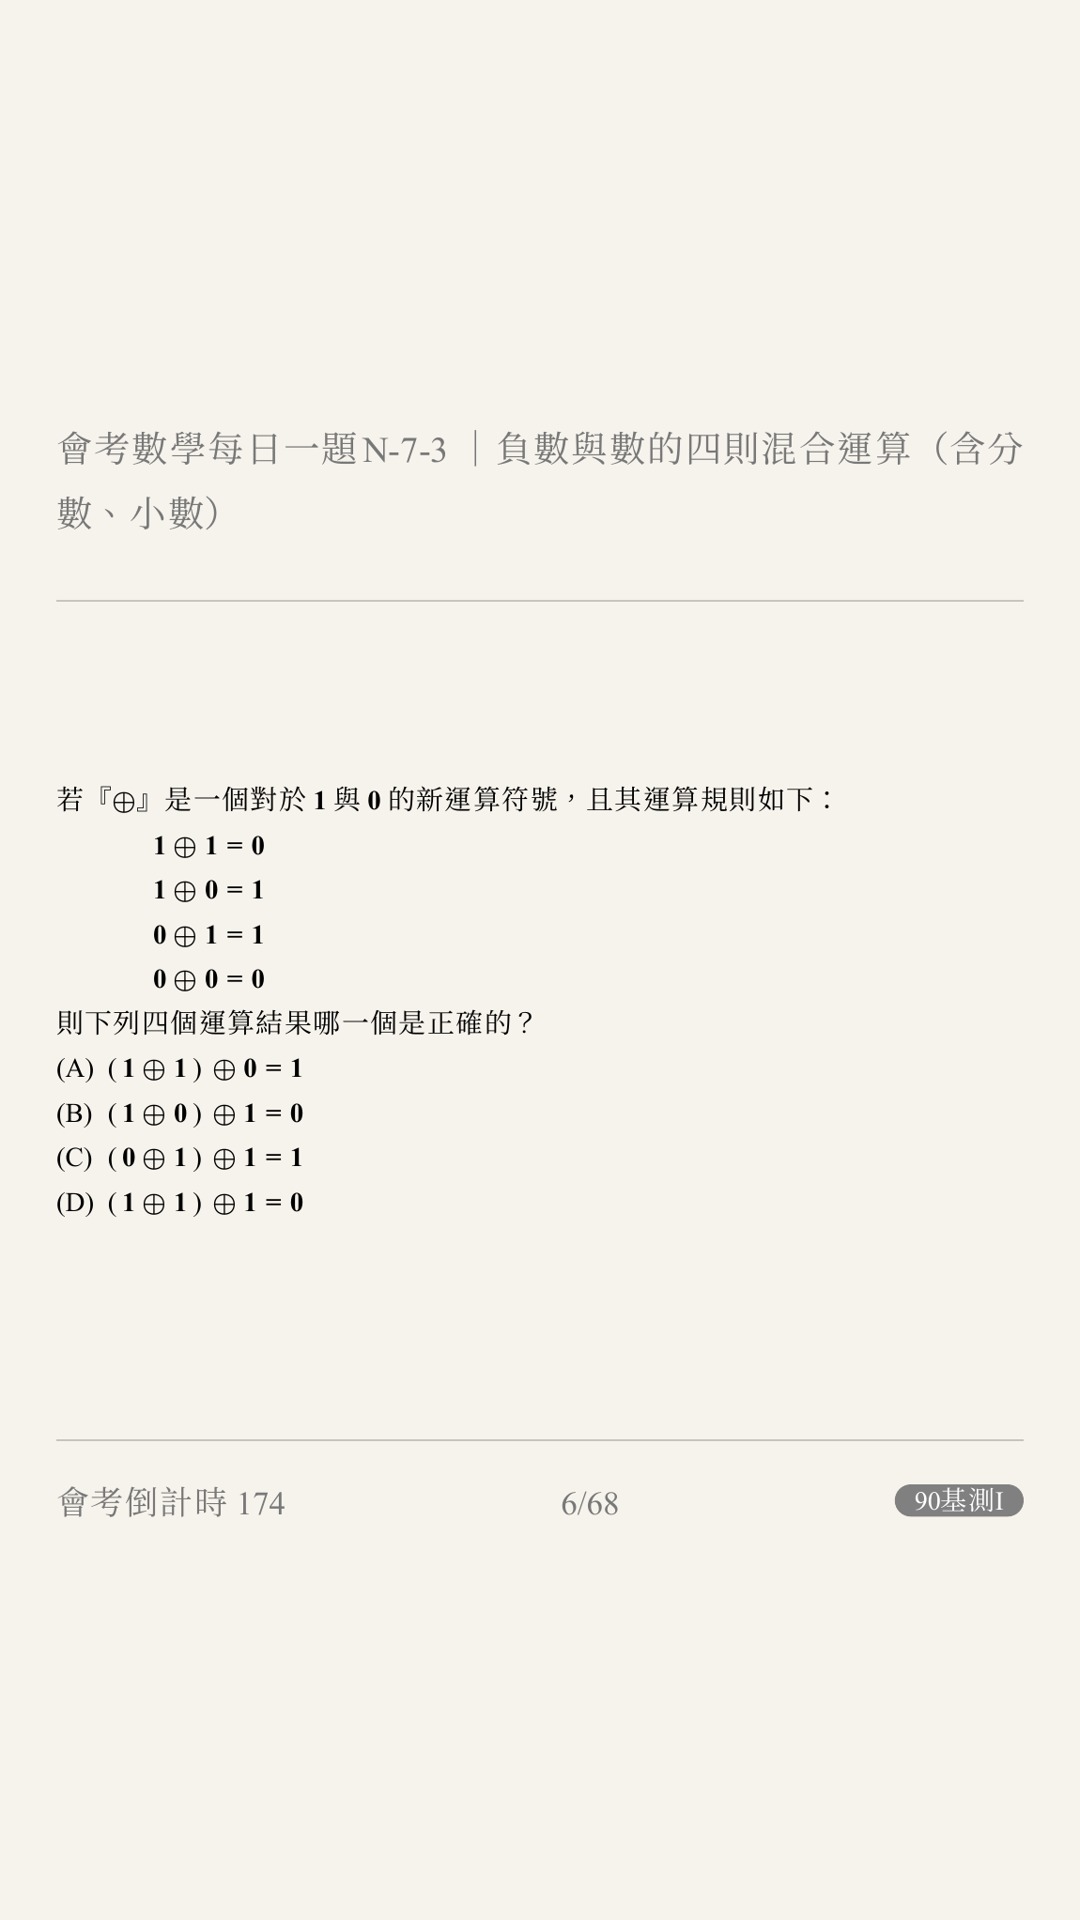 會考數學每日一題N-7-3｜負數與數的四則混合運算（含分
數、小數）
若『⊕』是一個對於 1 與 0 的新運算符號，且其運算規則如下：
1 ⊕ 1 = 0
1 ⊕ 0 = 1
0 ⊕ 1 = 1
0 ⊕ 0 = 0
則下列四個運算結果哪一個是正確的？
(A) ( 1 ⊕ 1 ) ⊕ 0 = 1
(B) ( 1 ⊕ 0 ) ⊕ 1 = 0
(C) ( 0 ⊕ 1 ) ⊕ 1 = 1
(D) ( 1 ⊕ 1 ) ⊕ 1 = 0
會考倒計時 174
6/68
90基測I